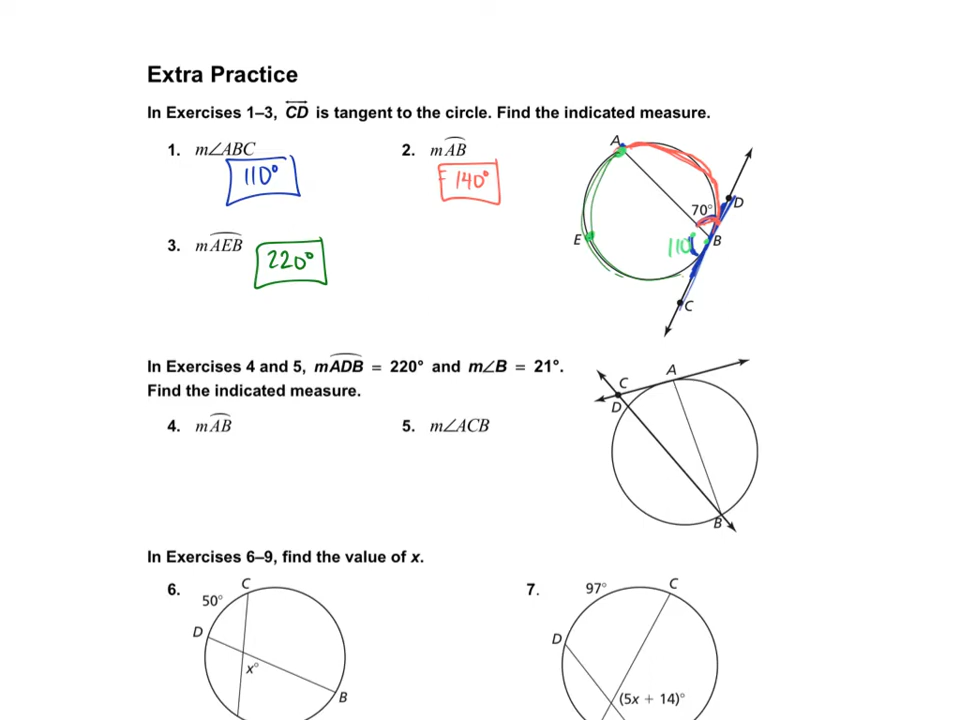 Extra Practice
In Exercises 1–3, CD is tangent to the circle. Find the indicated measure.
1. m∠ABC
2. mAB
110°
140°
A
70°
D
E
B
110°
3. mAEB
220°
C
In Exercises 4 and 5, mADB = 220° and m∠B = 21°.
Find the indicated measure.
A
C
D
4. mAB
5. m∠ACB
B
In Exercises 6–9, find the value of x.
6.
50°
C
D
x°
B
7.
97°
C
D
(5x + 14)°